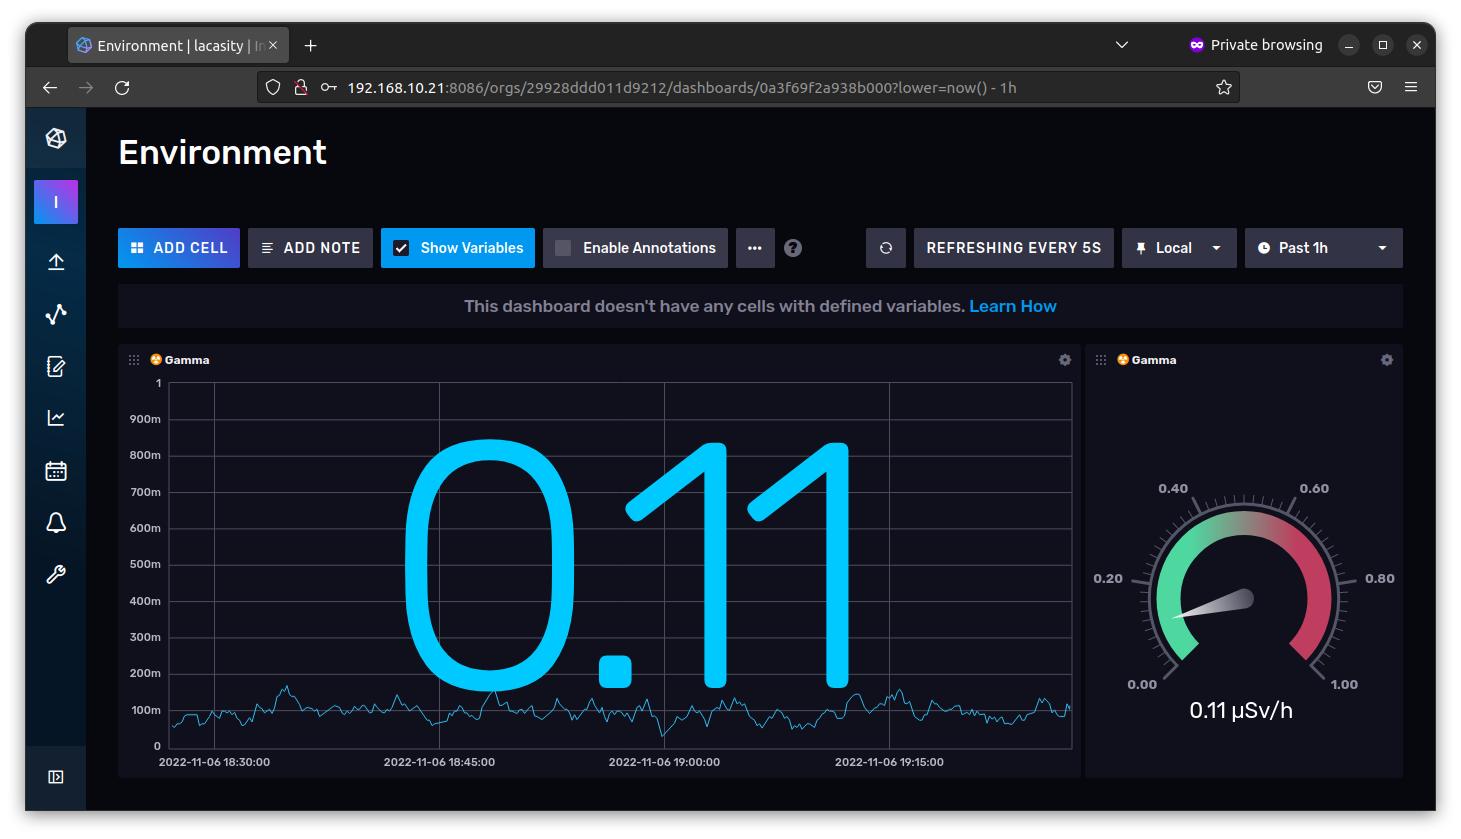 Environment | lacasity | In
Private browsing
192.168.10.21:8086/orgs/29928ddd011d9212/dashboards/0a3f69f2a938b000?lower=now() - 1h
Environment
I
ADD CELL
ADD NOTE
Show Variables
Enable Annotations
?
REFRESHING EVERY 5S
Local
Past 1h
This dashboard doesn't have any cells with defined variables. Learn How
Gamma
1
900m
800m
700m
600m
500m
400m
300m
200m
100m
0
0.11
2022-11-06 18:30:00
2022-11-06 18:45:00
2022-11-06 19:00:00
2022-11-06 19:15:00
Gamma
0.40
0.60
0.20
0.80
0.00
1.00
0.11 µSv/h